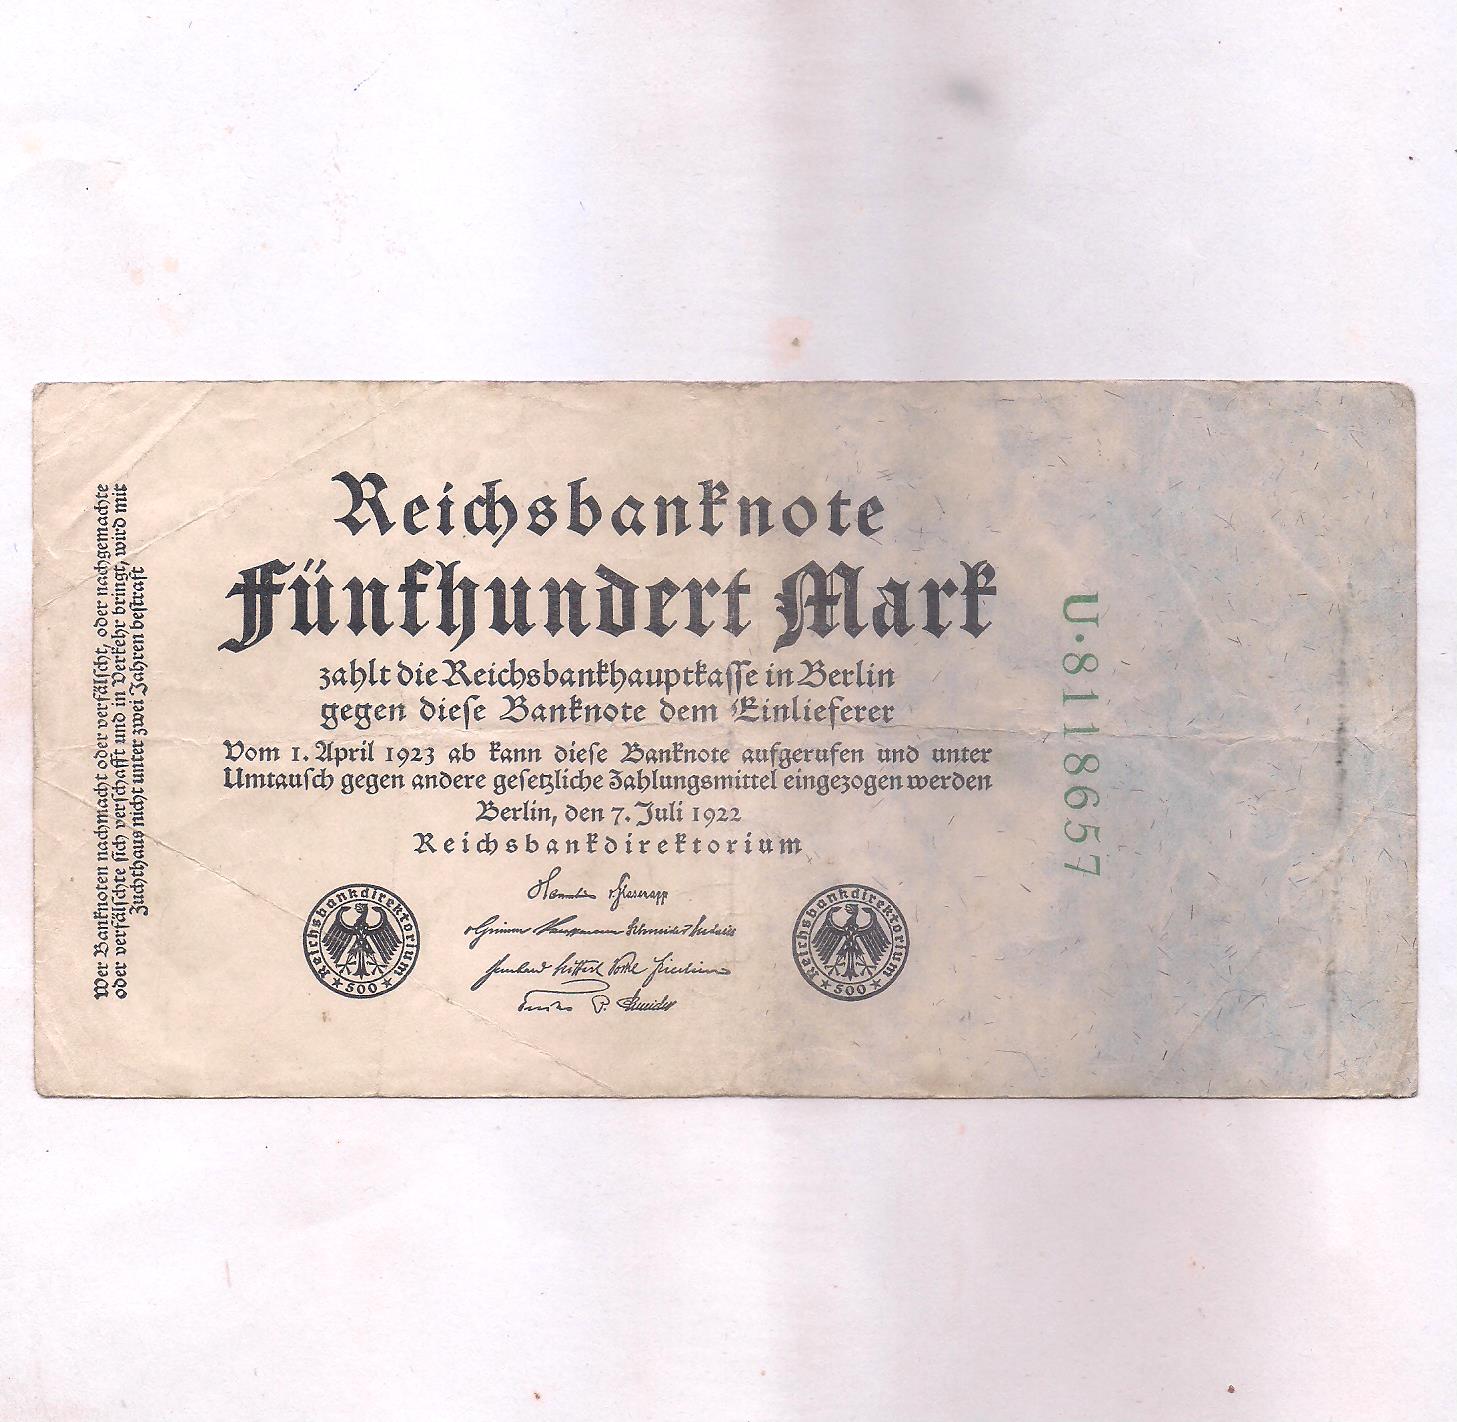 Reichsbanknote
Fünfhundert Mark
zahlt die Reichsbankhauptkasse in Berlin
gegen diese Banknote dem Einlieferer
Vom 1. April 1923 ab kann diese Banknote aufgerufen und unter
Umtausch gegen andere gesetzliche Zahlungsmittel eingezogen werden
Berlin, den 7. Juli 1922
Reichsbankdirektorium
Reichsbankdirektorium
500
Reichsbankdirektorium
500
Wer Banknoten nachmacht oder verfälscht, oder nachgemachte
oder verfälschte sich verschafft und in Verkehr bringt, wird mit
Zuchthaus nicht unter zwei Jahren bestraft
U·8118657